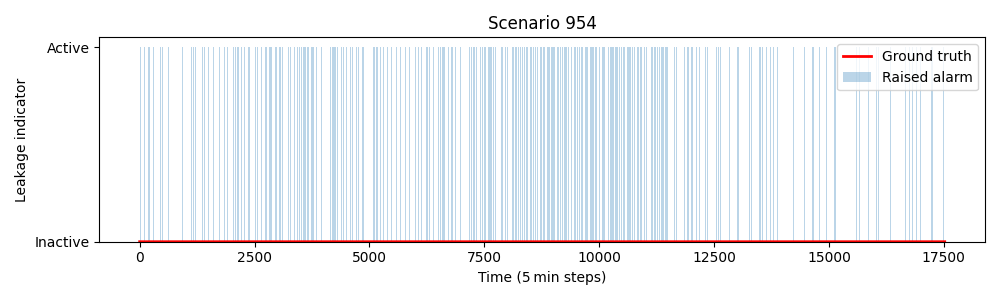 Scenario 954
Active
Inactive
Leakage indicator
Ground truth
Raised alarm
0 2500 5000 7500 10000 12500 15000 17500
Time (5 min steps)